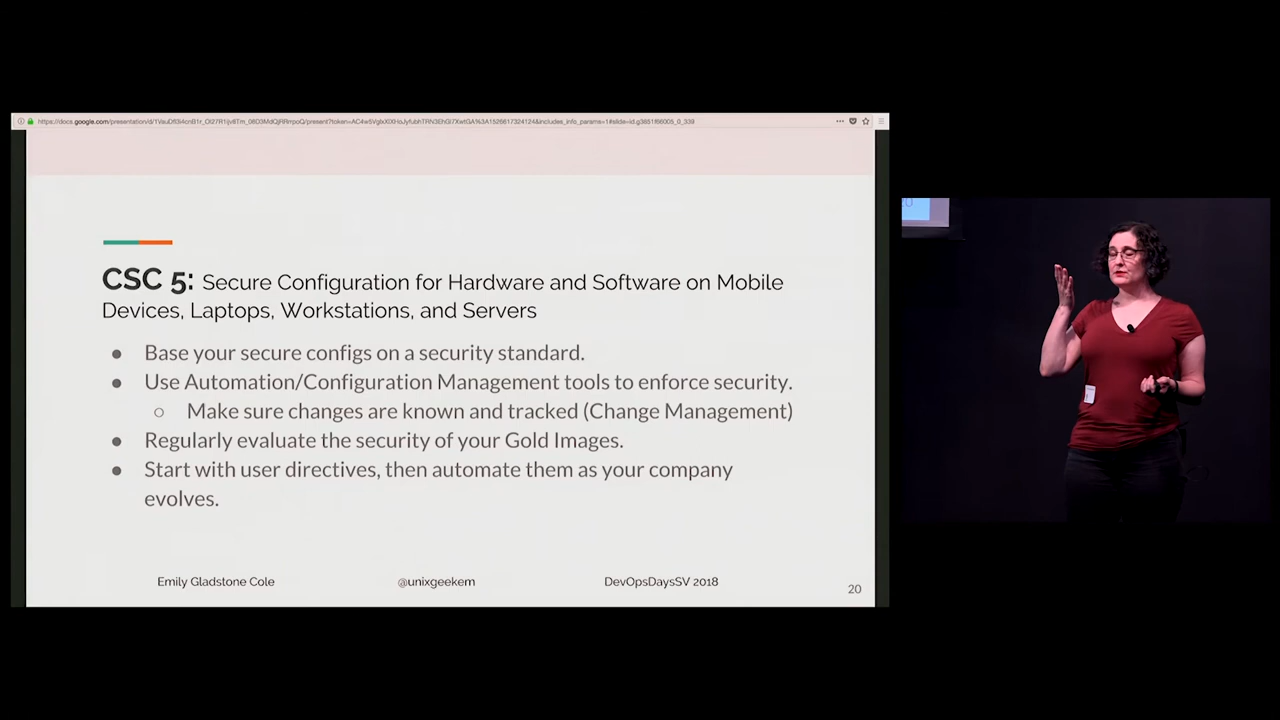 CSC 5: Secure Configuration for Hardware and Software on Mobile
Devices, Laptops, Workstations, and Servers
● Base your secure configs on a security standard.
● Use Automation/Configuration Management tools to enforce security.
○ Make sure changes are known and tracked (Change Management)
● Regularly evaluate the security of your Gold Images.
● Start with user directives, then automate them as your company
evolves.
Emily Gladstone Cole
@unixgeekem
DevOpsDaysSV 2018
20